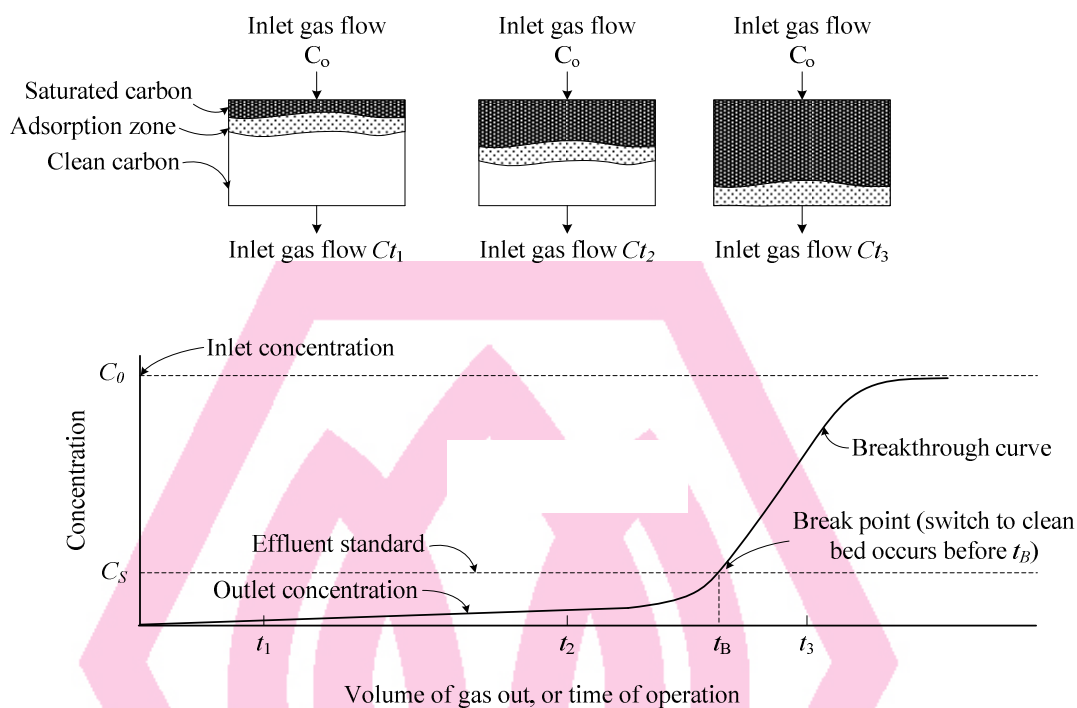 Inlet gas flow
Cₒ
Inlet gas flow
Cₒ
Inlet gas flow
Cₒ
Saturated carbon
Adsorption zone
Clean carbon
Inlet gas flow Ct₁
Inlet gas flow Ct₂
Inlet gas flow Ct₃
Inlet concentration
C₀
Concentration
Breakthrough curve
Break point (switch to clean
bed occurs before t_B)
Effluent standard
C_S
Outlet concentration
t₁
t₂
t_B
t₃
Volume of gas out, or time of operation